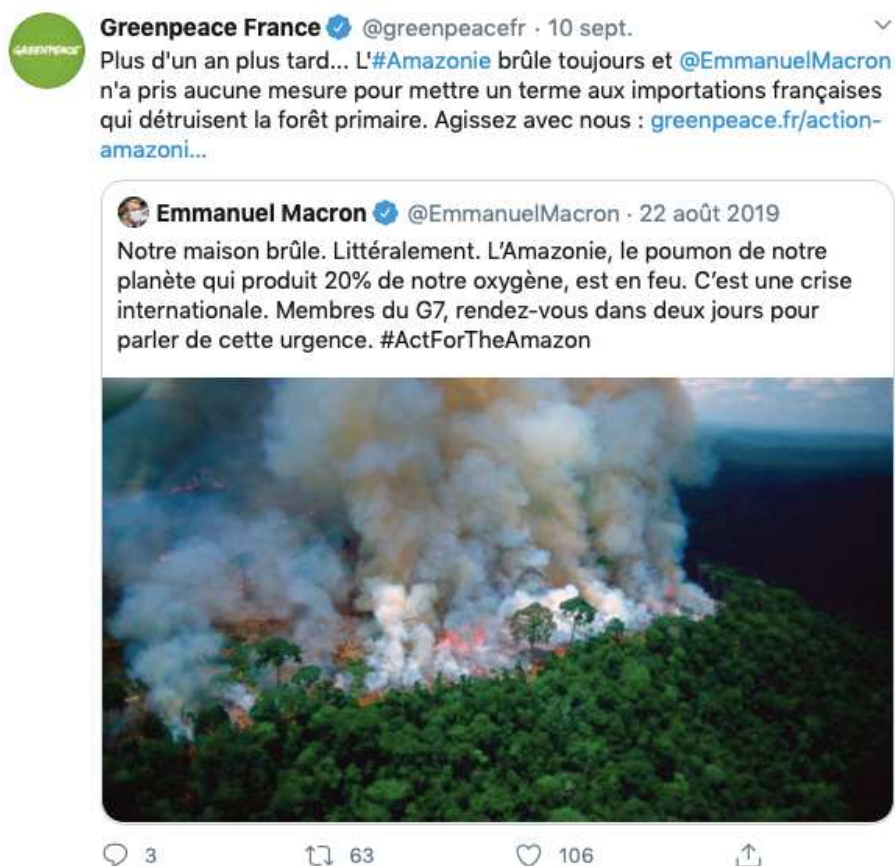 GREENPEACE
Greenpeace France @greenpeacefr · 10 sept.
Plus d'un an plus tard... L'#Amazonie brûle toujours et @EmmanuelMacron
n'a pris aucune mesure pour mettre un terme aux importations françaises
qui détruisent la forêt primaire. Agissez avec nous : greenpeace.fr/action-
amazoni...
Emmanuel Macron @EmmanuelMacron · 22 août 2019
Notre maison brûle. Littéralement. L’Amazonie, le poumon de notre
planète qui produit 20% de notre oxygène, est en feu. C’est une crise
internationale. Membres du G7, rendez-vous dans deux jours pour
parler de cette urgence. #ActForTheAmazon
3 63 106